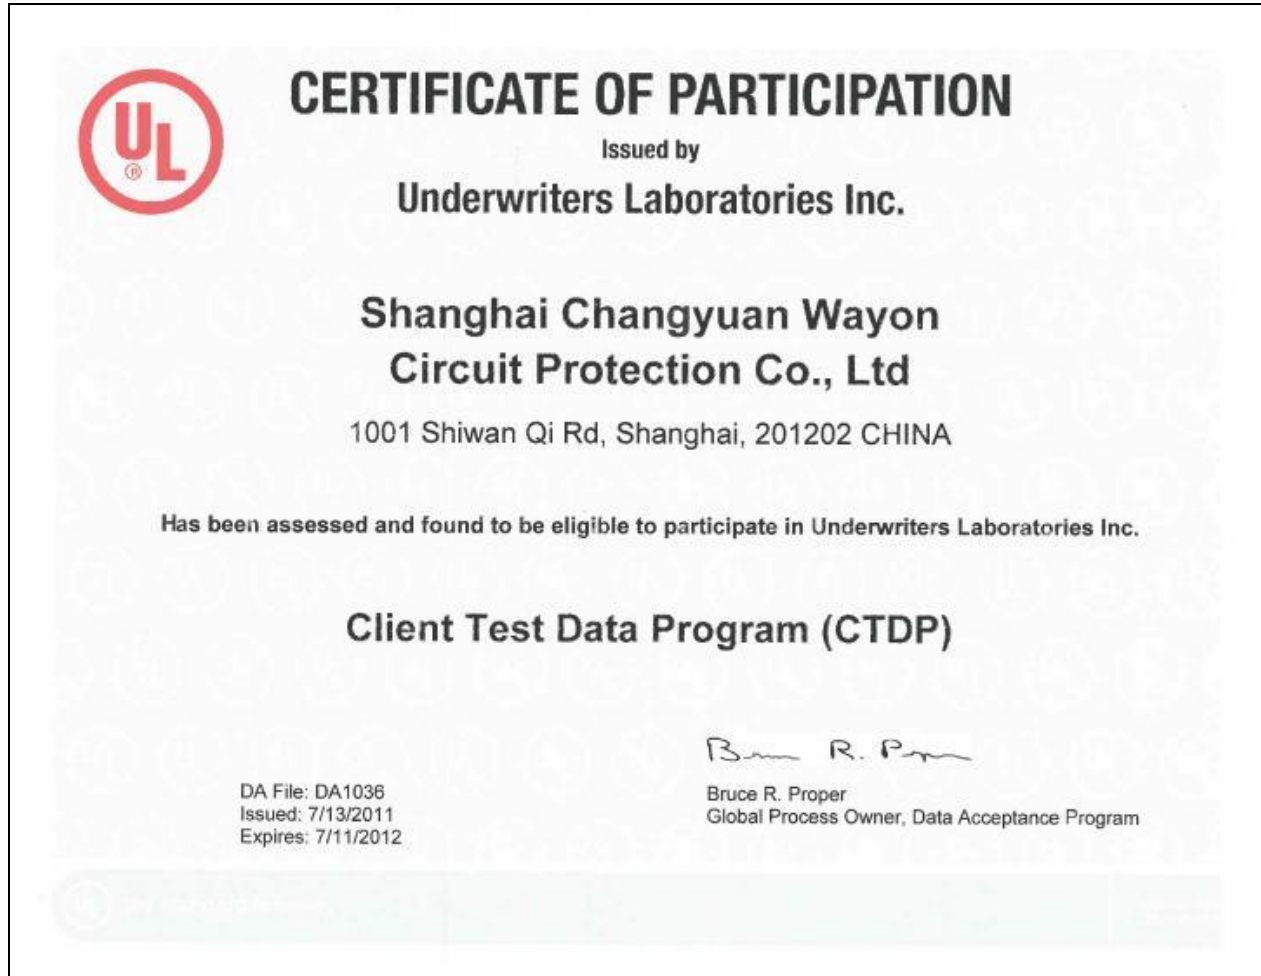 UL
®
CERTIFICATE OF PARTICIPATION
Issued by
Underwriters Laboratories Inc.
Shanghai Changyuan Wayon
Circuit Protection Co., Ltd
1001 Shiwan Qi Rd, Shanghai, 201202 CHINA
Has been assessed and found to be eligible to participate in Underwriters Laboratories Inc.
Client Test Data Program (CTDP)
DA File: DA1036
Issued: 7/13/2011
Expires: 7/11/2012
Bruce R. Proper
Global Process Owner, Data Acceptance Program